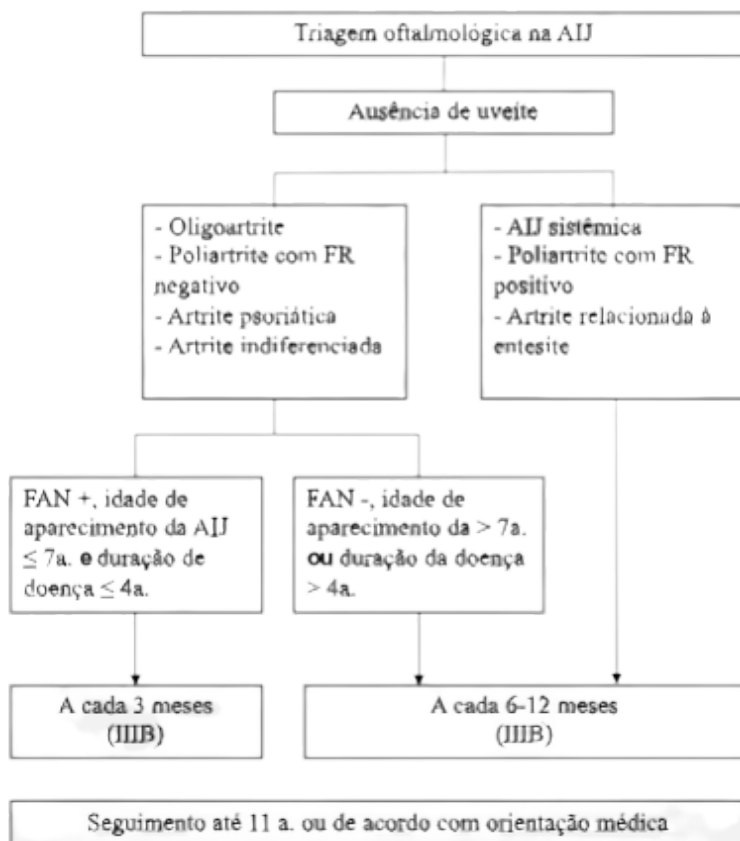 Triagem oftalmológica na AIJ
Ausência de uveíte
- Oligoartrite
- Poliartrite com FR
negativo
- Artrite psoriática
- Artrite indiferenciada
- AIJ sistêmica
- Poliartrite com FR
positivo
- Artrite relacionada à
entesite
FAN +, idade de
aparecimento da AIJ
≤ 7a. e duração de
doença ≤ 4a.
FAN -, idade de
aparecimento da > 7a.
ou duração da doença
> 4a.
A cada 3 meses
(IIIB)
A cada 6-12 meses
(IIIB)
Seguimento até 11 a. ou de acordo com orientação médica